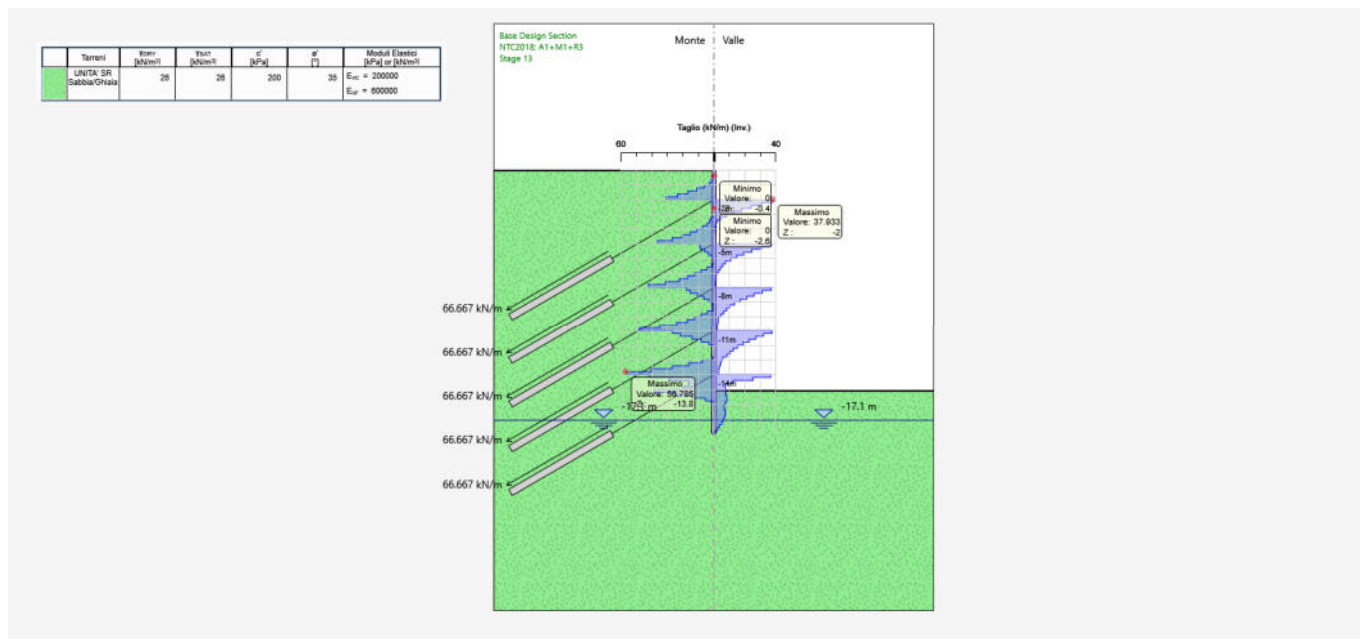 Base Design Section
NTC2018: A1+M1+R3
Stage 13
Monte
Valle
Terreni
γDRY
[kN/m³]
γSAT
[kN/m³]
c'
[kPa]
ø'
[°]
Moduli Elastici
[kPa] or [kN/m³]
UNITA' SR
Sabbia/Ghiaia
26
26
200
35
Evc = 200000
Eur = 600000
Taglio (kN/m) (Inv.)
60
40
Minimo
Valore: 0
-0.4
Massimo
Valore: 37.933
Z : -2
Minimo
Valore: 0
Z : -2.6
-5m
-8m
66.667 kN/m
-11m
66.667 kN/m
-14m
Massimo
Valore: 56.785
-13.8
66.667 kN/m
-17.1 m
-17.1 m
66.667 kN/m
66.667 kN/m